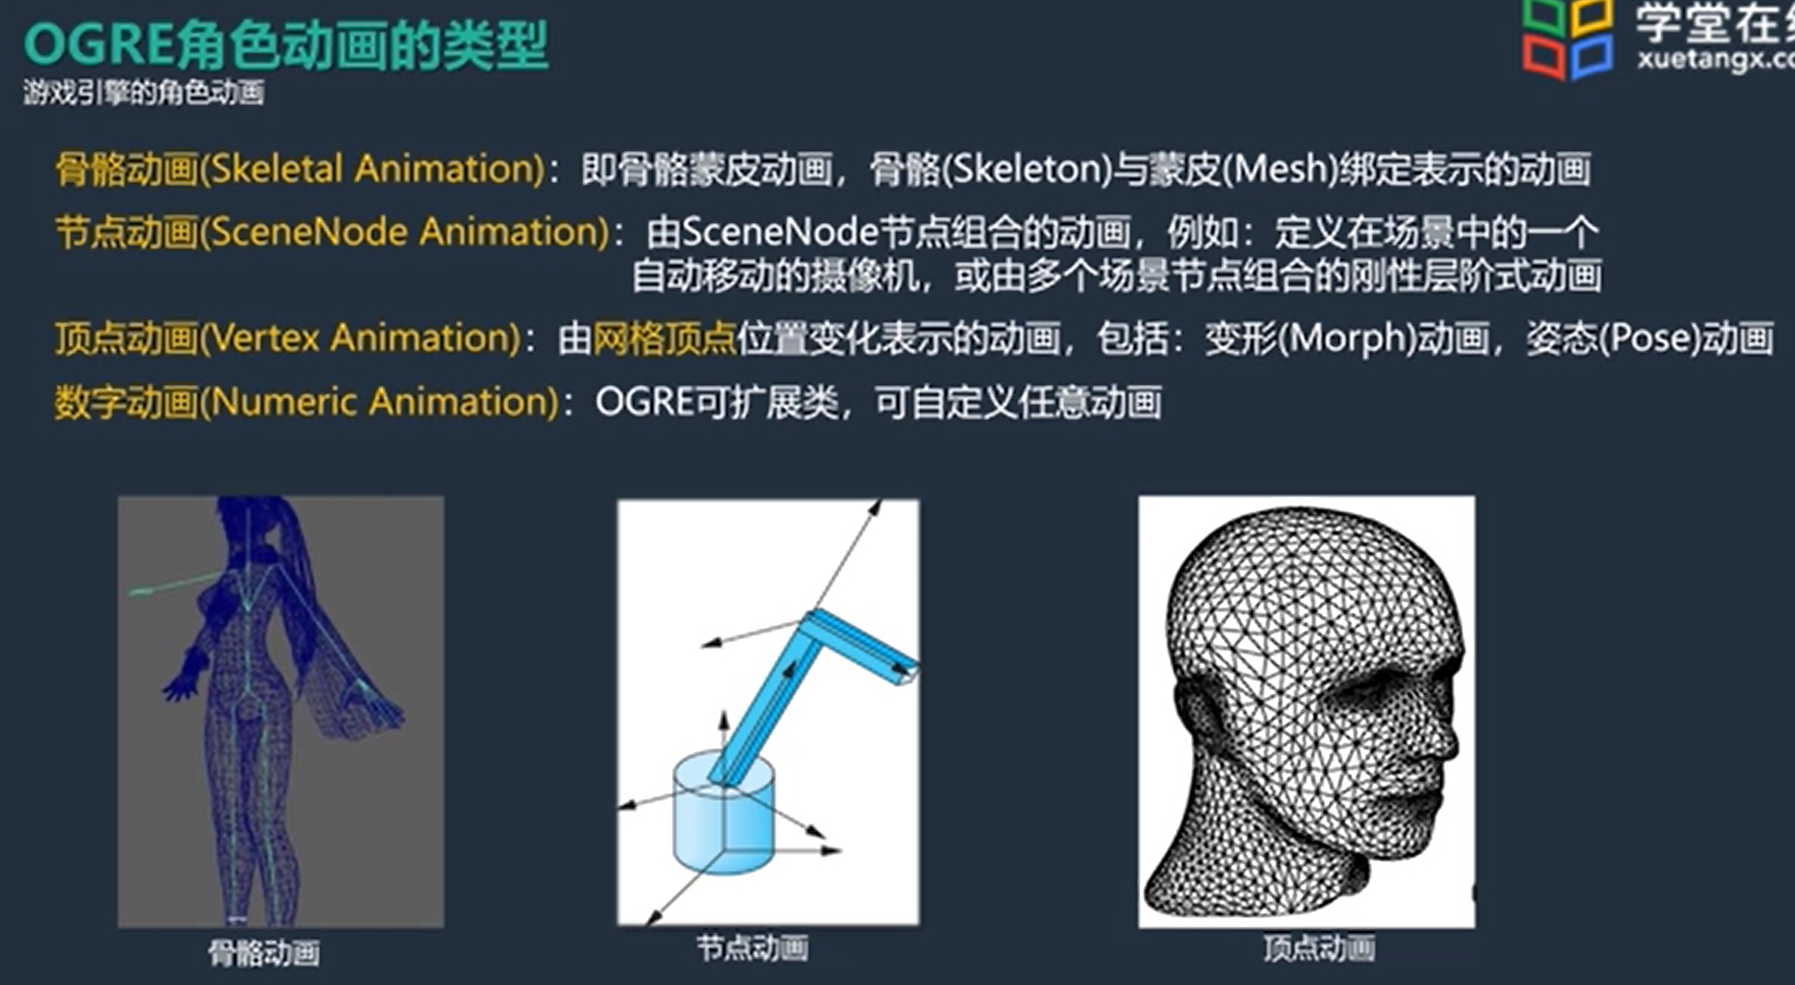 OGRE角色动画的类型
游戏引擎的角色动画
学堂在
xuetangx.co
骨骼动画(Skeletal Animation)：即骨骼蒙皮动画，骨骼(Skeleton)与蒙皮(Mesh)绑定表示的动画
节点动画(SceneNode Animation)：由SceneNode节点组合的动画，例如：定义在场景中的一个
自动移动的摄像机，或由多个场景节点组合的刚性层阶式动画
顶点动画(Vertex Animation)：由网格顶点位置变化表示的动画，包括：变形(Morph)动画，姿态(Pose)动画
数字动画(Numeric Animation)：OGRE可扩展类，可自定义任意动画
骨骼动画
节点动画
顶点动画